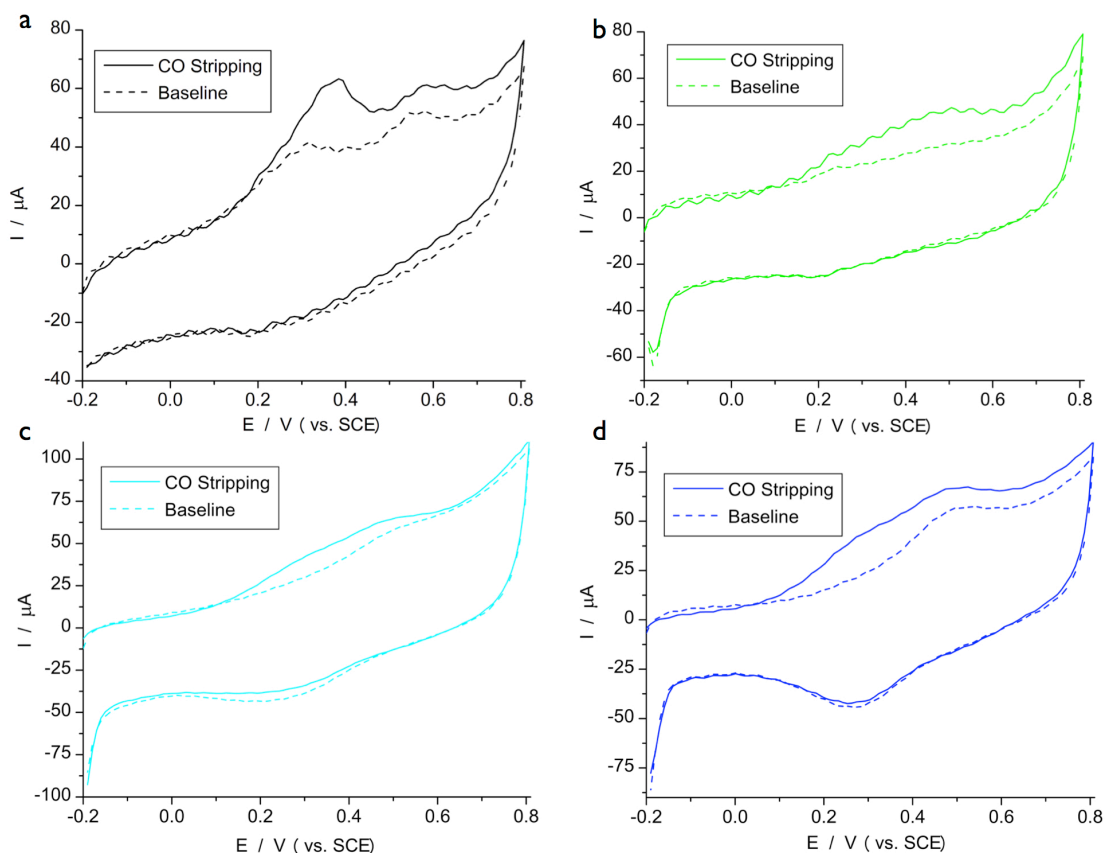 a
80
60
40
20
0
-20
-40
I / µA
CO Stripping
Baseline
-0.2 0.0 0.2 0.4 0.6 0.8
E / V ( vs. SCE)
b
80
60
40
20
0
-20
-40
-60
I / µA
CO Stripping
Baseline
-0.2 0.0 0.2 0.4 0.6 0.8
E / V ( vs. SCE)
c
100
75
50
25
0
-25
-50
-75
-100
I / µA
CO Stripping
Baseline
-0.2 0.0 0.2 0.4 0.6 0.8
E / V ( vs. SCE)
d
75
50
25
0
-25
-50
-75
I / µA
CO Stripping
Baseline
-0.2 0.0 0.2 0.4 0.6 0.8
E / V ( vs. SCE)